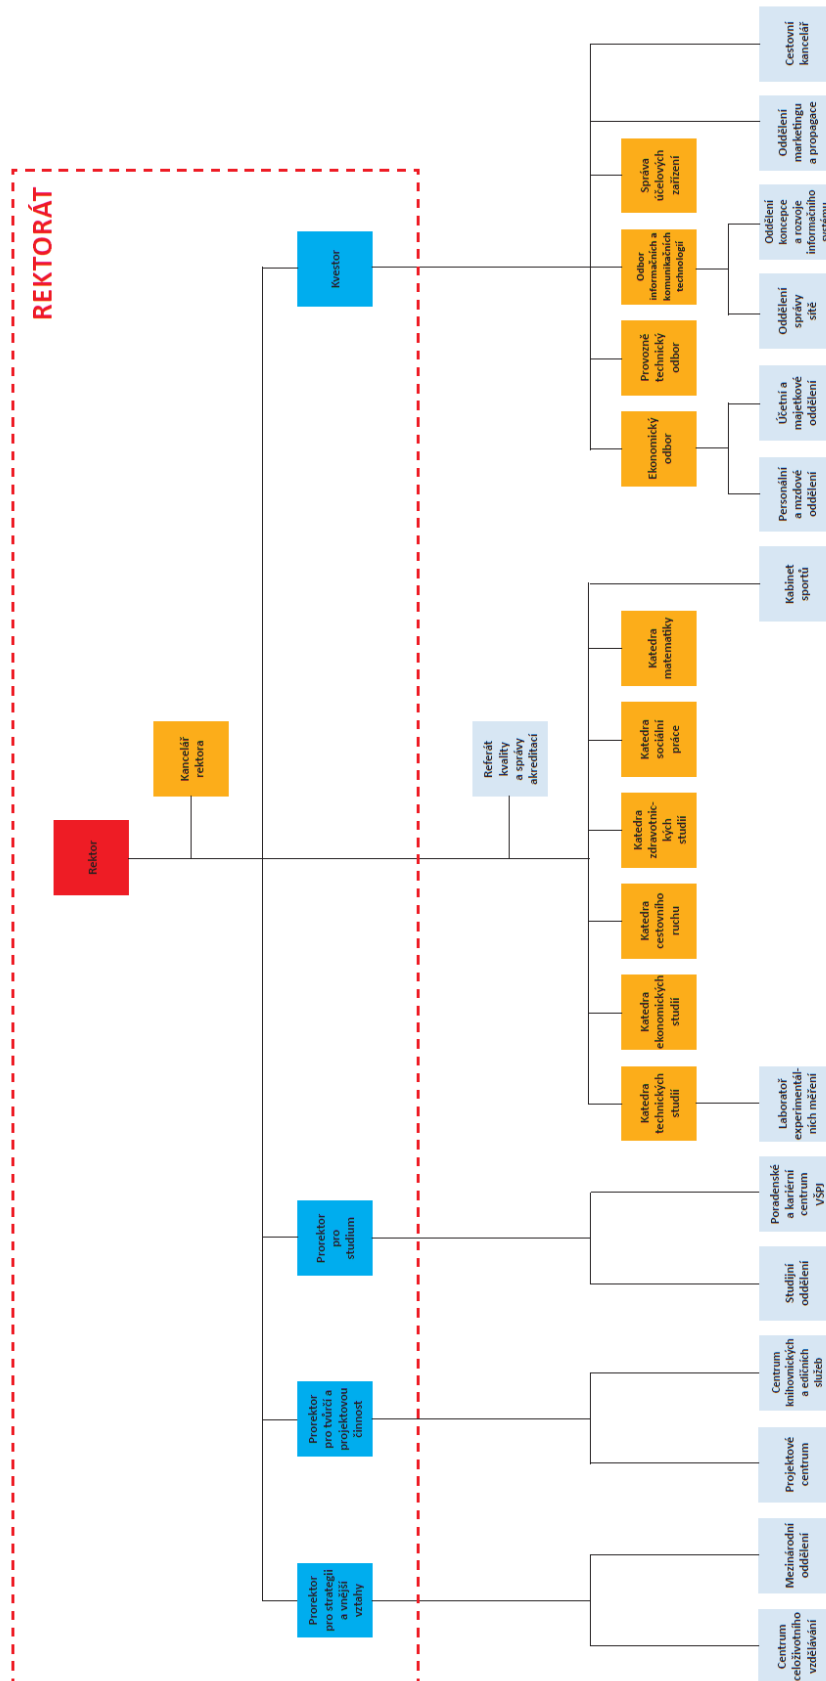 REKTORÁT
Rektor
Kancelář
rektora
Prorektor
pro strategii
a vnější
vztahy
Prorektor
pro tvůrčí a
projektovou
činnost
Prorektor
pro
studium
Kvestor
Referát
kvality
a správy
akreditací
Katedra
technických
studií
Katedra
ekonomických
studií
Katedra
cestovního
ruchu
Katedra
zdravotnic-
kých
studií
Katedra
sociální
práce
Katedra
matematiky
Ekonomický
odbor
Provozně
technický
odbor
Odbor
informačních a
komunikačních
technologií
Správa
účelových
zařízení
Centrum
celoživotního
vzdělávání
Mezinárodní
oddělení
Projektové
centrum
Centrum
knihovnických
a edičních
služeb
Studijní
oddělení
Poradenské
a kariérní
centrum
VŠPJ
Laboratoř
experimentál-
ních měření
Kabinet
sportů
Personální
a mzdové
oddělení
Účetní a
majetkové
oddělení
Oddělení
správy
sítě
Oddělení
koncepce
a rozvoje
informačního
systému
Oddělení
marketingu
a propagace
Cestovní
kancelář